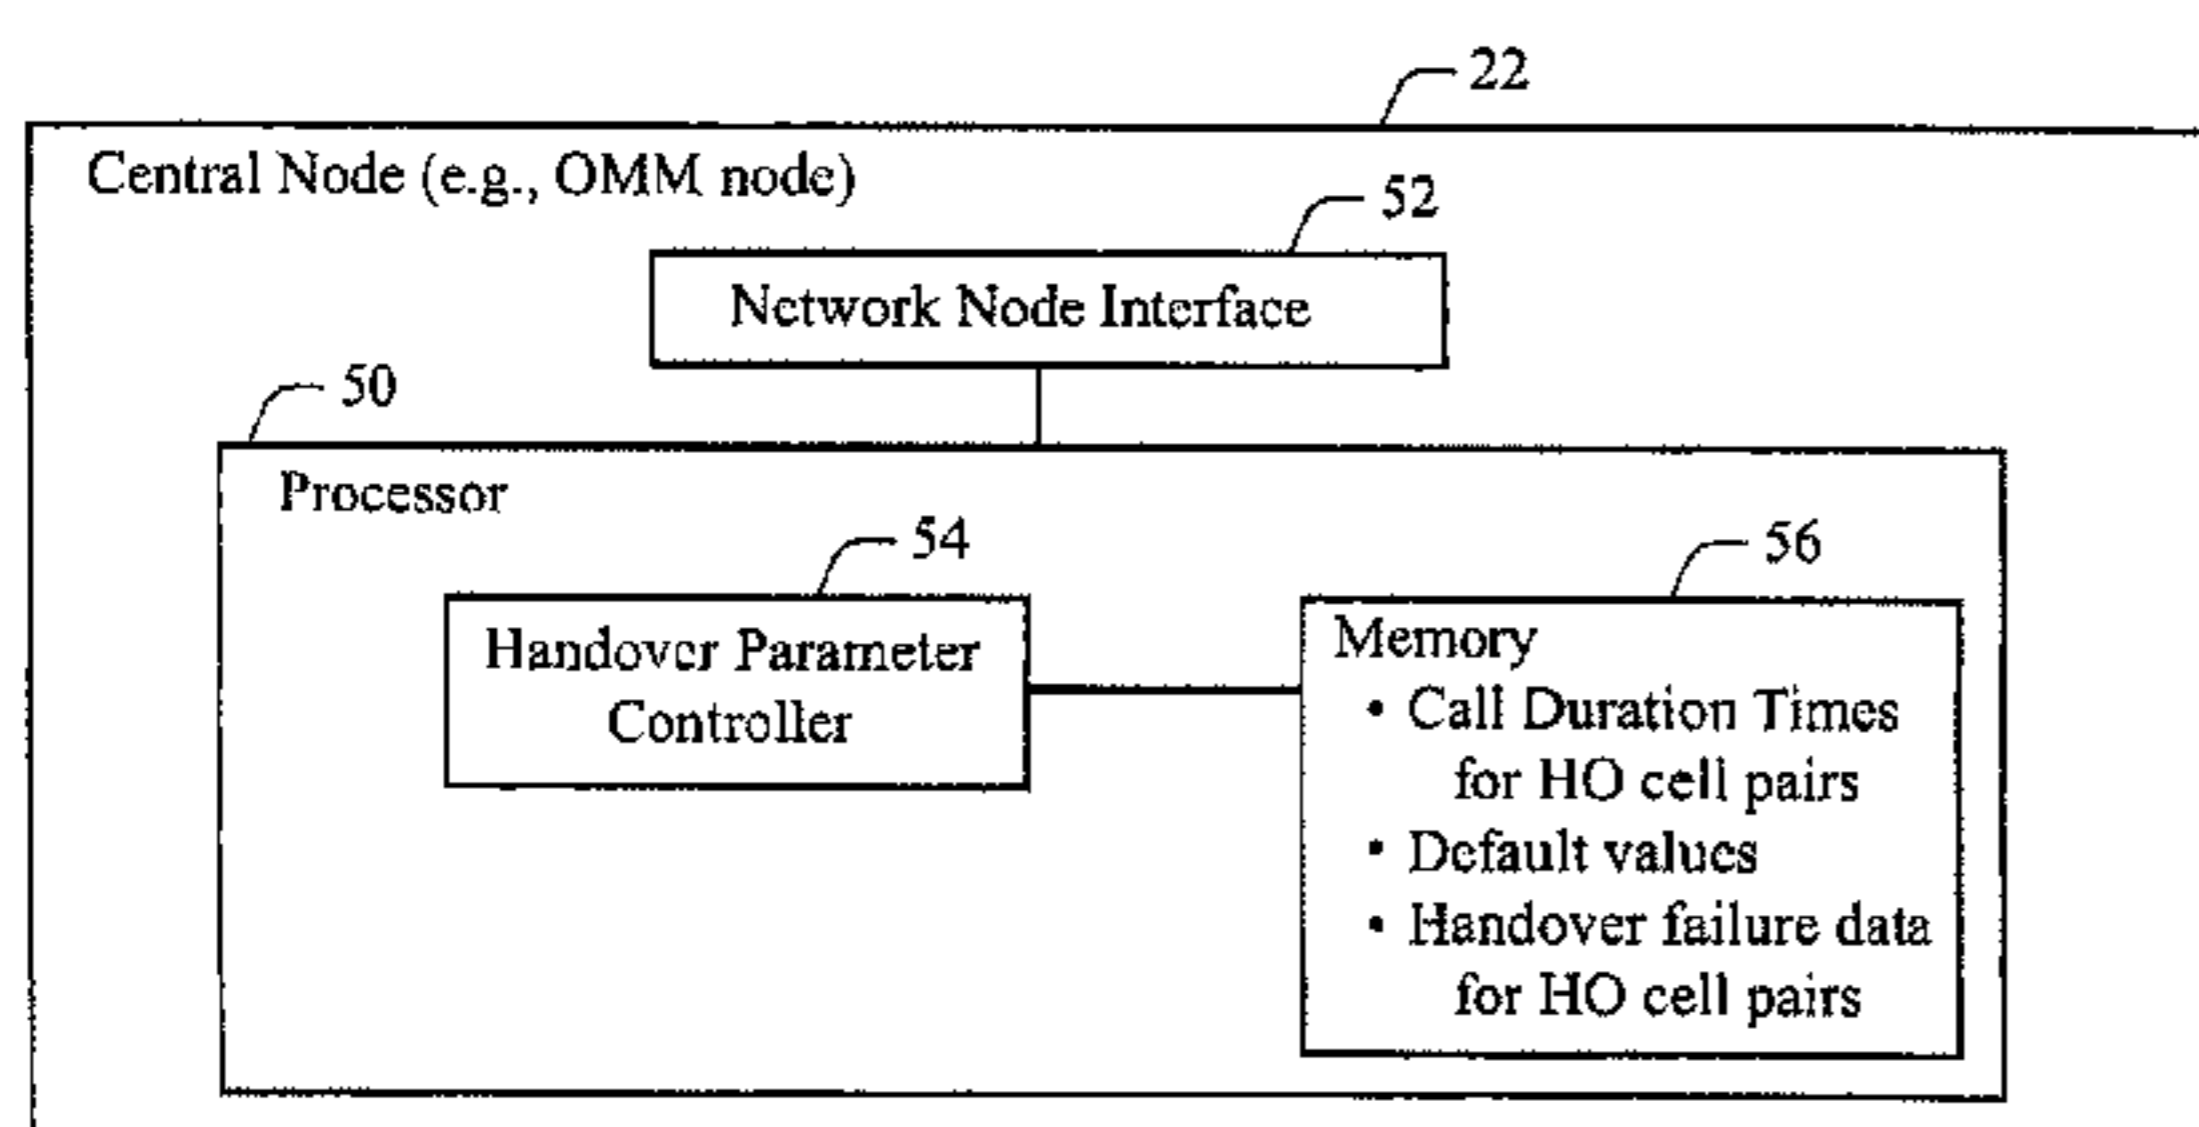 22
Central Node (e.g., OMM node)
52
Network Node Interface
50
Processor
54
56
Handover Parameter
Controller
Memory
• Call Duration Times
for HO cell pairs
• Default values
• Handover failure data
for HO cell pairs